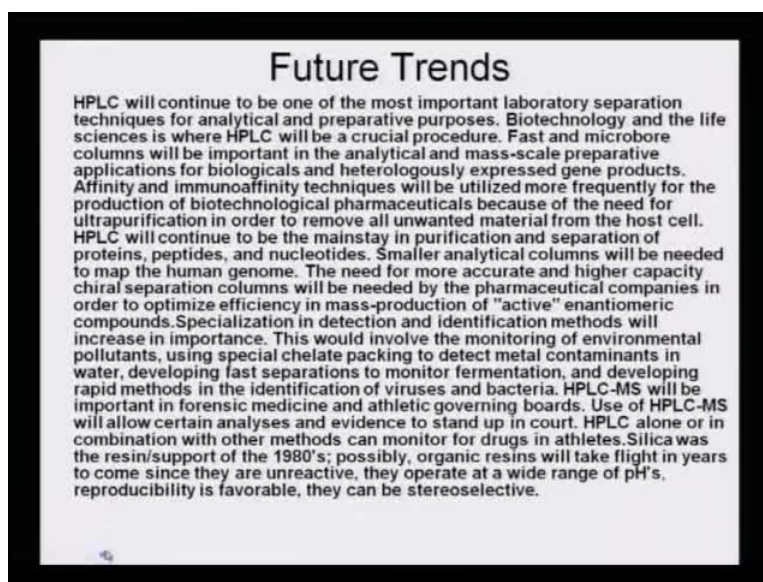 Future Trends
HPLC will continue to be one of the most important laboratory separation
techniques for analytical and preparative purposes. Biotechnology and the life
sciences is where HPLC will be a crucial procedure. Fast and microbore
columns will be important in the analytical and mass-scale preparative
applications for biologicals and heterologously expressed gene products.
Affinity and immunoaffinity techniques will be utilized more frequently for the
production of biotechnological pharmaceuticals because of the need for
ultrapurification in order to remove all unwanted material from the host cell.
HPLC will continue to be the mainstay in purification and separation of
proteins, peptides, and nucleotides. Smaller analytical columns will be needed
to map the human genome. The need for more accurate and higher capacity
chiral separation columns will be needed by the pharmaceutical companies in
order to optimize efficiency in mass-production of "active" enantiomeric
compounds.Specialization in detection and identification methods will
increase in importance. This would involve the monitoring of environmental
pollutants, using special chelate packing to detect metal contaminants in
water, developing fast separations to monitor fermentation, and developing
rapid methods in the identification of viruses and bacteria. HPLC-MS will be
important in forensic medicine and athletic governing boards. Use of HPLC-MS
will allow certain analyses and evidence to stand up in court. HPLC alone or in
combination with other methods can monitor for drugs in athletes.Silica was
the resin/support of the 1980's; possibly, organic resins will take flight in years
to come since they are unreactive, they operate at a wide range of pH's,
reproducibility is favorable, they can be stereoselective.